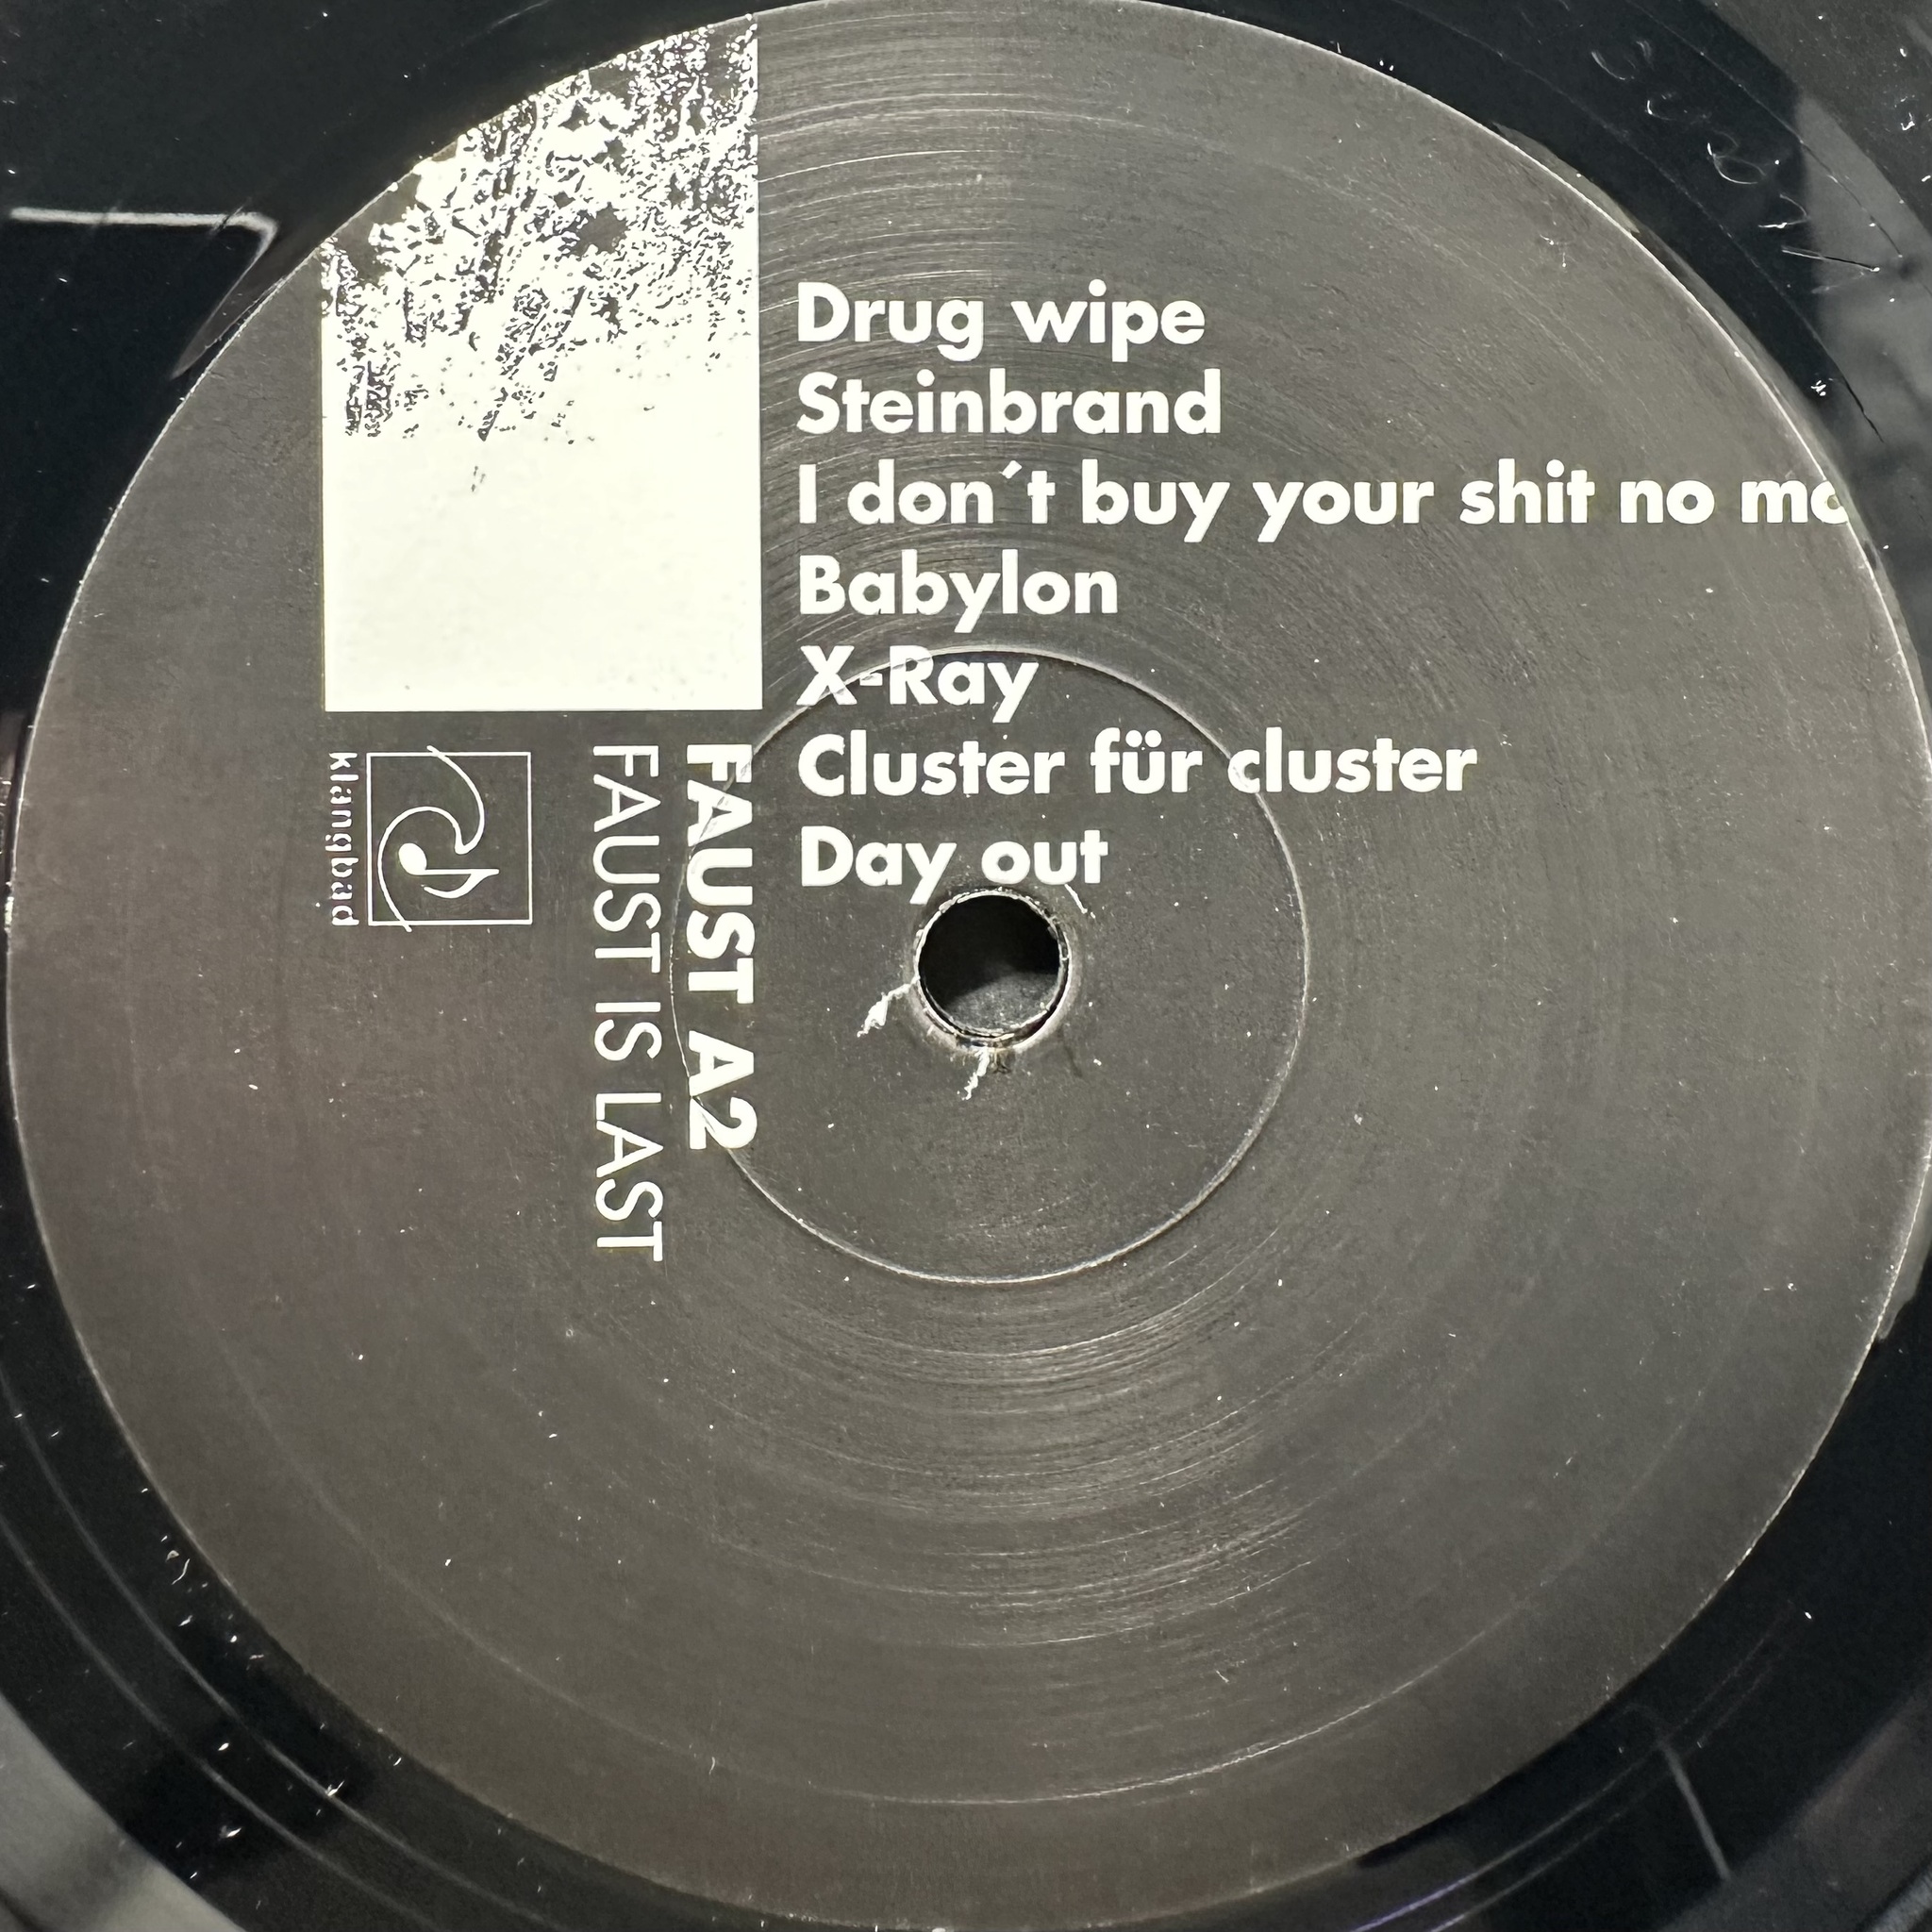 Drug wipe
Steinbrand
I don´t buy your shit no
Babylon
X-Ray
Cluster für cluster
Day out
FAUST A2
FAUST IS LAST
klangbad